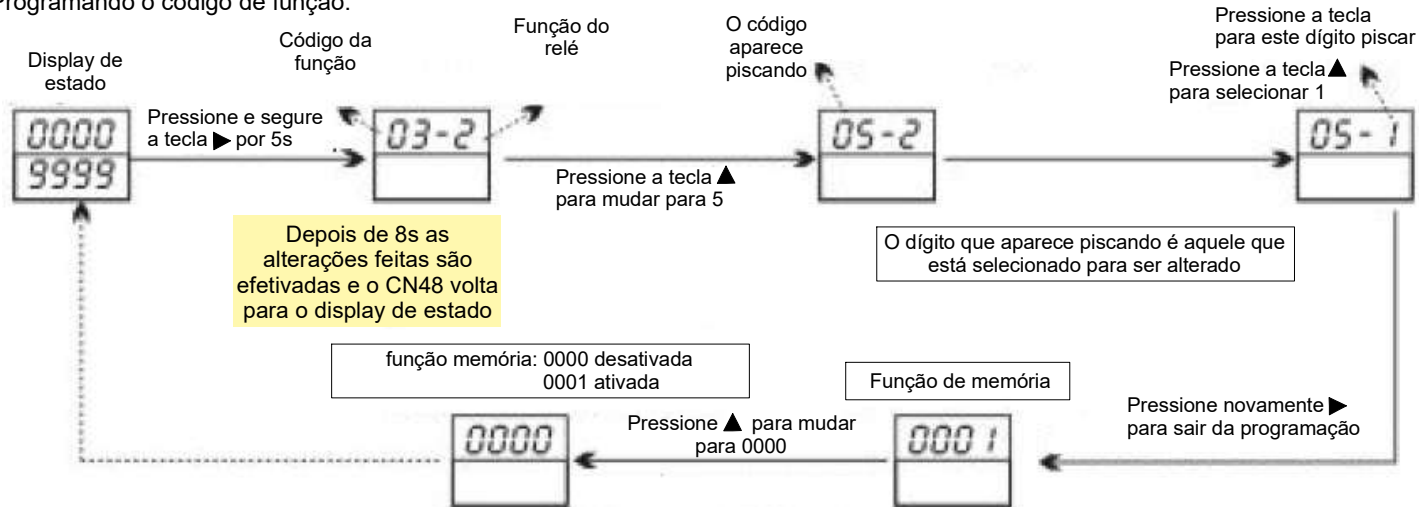 Programando o código de função:
Display de
estado
0000
9999
Pressione e segure
a tecla ▶ por 5s
Código da
função
Função do
relé
03-2
Pressione a tecla ▲
para mudar para 5
O código
aparece
piscando
05-2
Pressione a tecla
para este dígito piscar
Pressione a tecla ▲
para selecionar 1
05-1
Depois de 8s as
alterações feitas são
efetivadas e o CN48 volta
para o display de estado
O dígito que aparece piscando é aquele que
está selecionado para ser alterado
função memória: 0000 desativada
0001 ativada
Função de memória
Pressione novamente ▶
para sair da programação
0001
Pressione ▲ para mudar
para 0000
0000